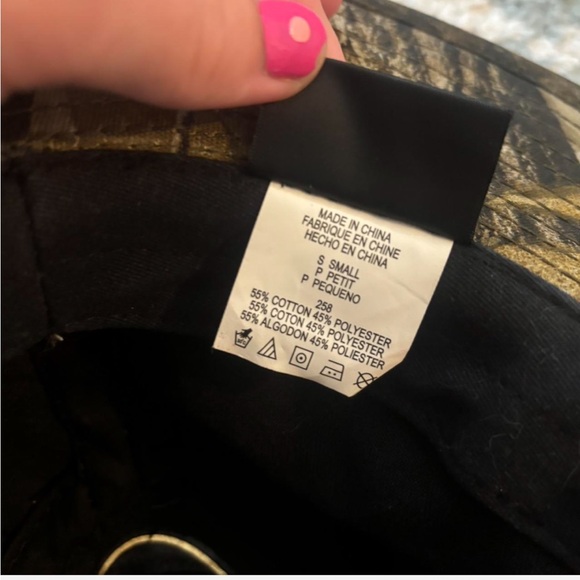 MADE IN CHINA
FABRIQUE EN CHINE
HECHO EN CHINA
S SMALL
P PETIT
P PEQUENO
258
55% COTTON 45% POLYESTER
55% COTON 45% POLYESTER
55% ALGODON 45% POLIESTER